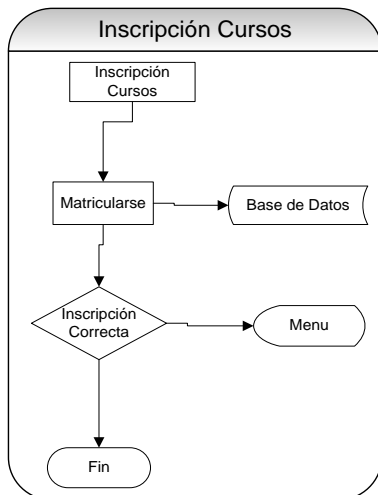 Inscripción Cursos
Inscripción
Cursos
Matricularse
Base de Datos
Inscripción
Correcta
Menu
Fin